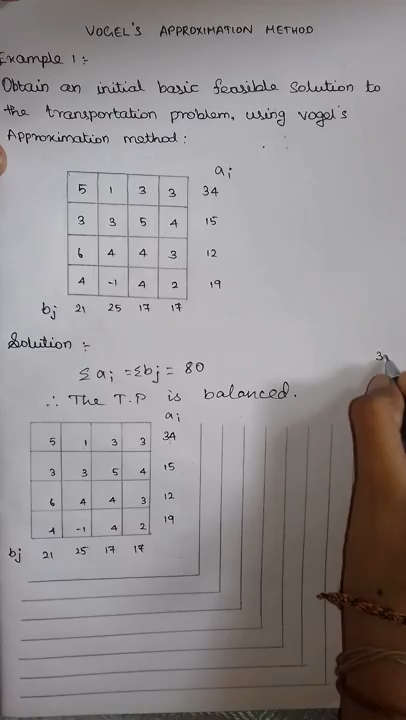 VOGEL'S APPROXIMATION METHOD
Example 1:-
Obtain an initial basic feasible solution to
the transportation problem, using vogel's
Approximation method:
ai
5 1 3 3 34
3 3 5 4 15
6 4 4 3 12
4 -1 4 2 19
bj 21 25 17 17
Solution :-
Σai = Σbj = 80
∴ The T.P is balanced.
ai
5 1 3 3 34
3 3 5 4 15
6 4 4 3 12
4 -1 4 2 19
bj 21 25 17 17